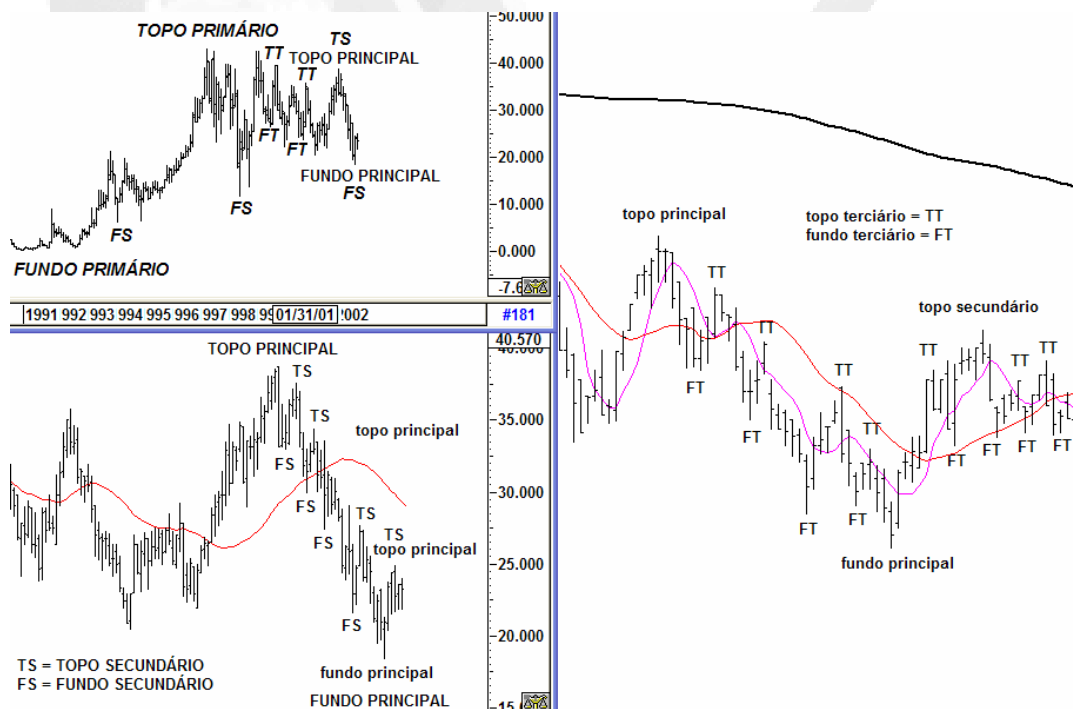 TOPO PRIMÁRIO
TS
TT
TOPO PRINCIPAL
TT
FT
FT
FUNDO PRINCIPAL
FS
FS
FS
FUNDO PRIMÁRIO
50.000
40.000
30.000
20.000
10.000
0.000
1991 992 993 994 995 996 997 998 9 01/31/01 2002
#181
40.570
TOPO PRINCIPAL
TS
TS
topo principal
FS
FS
TS
FS
TS
topo principal
FS
TS = TOPO SECUNDÁRIO
FS = FUNDO SECUNDÁRIO
fundo principal
FUNDO PRINCIPAL
35.000
30.000
25.000
20.000
topo principal
topo terciário = TT
fundo terciário = FT
TT
topo secundário
TT
TT
TT
TT
FT
TT
TT
FT
FT
FT
FT
FT
FT
FT
fundo principal